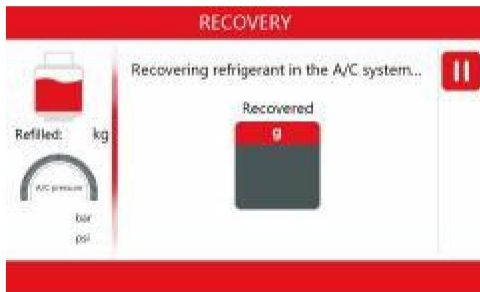 RECOVERY
Recovering refrigerant in the A/C system...
Recovered
g
Refilled: kg
A/C pressure
bar
psi